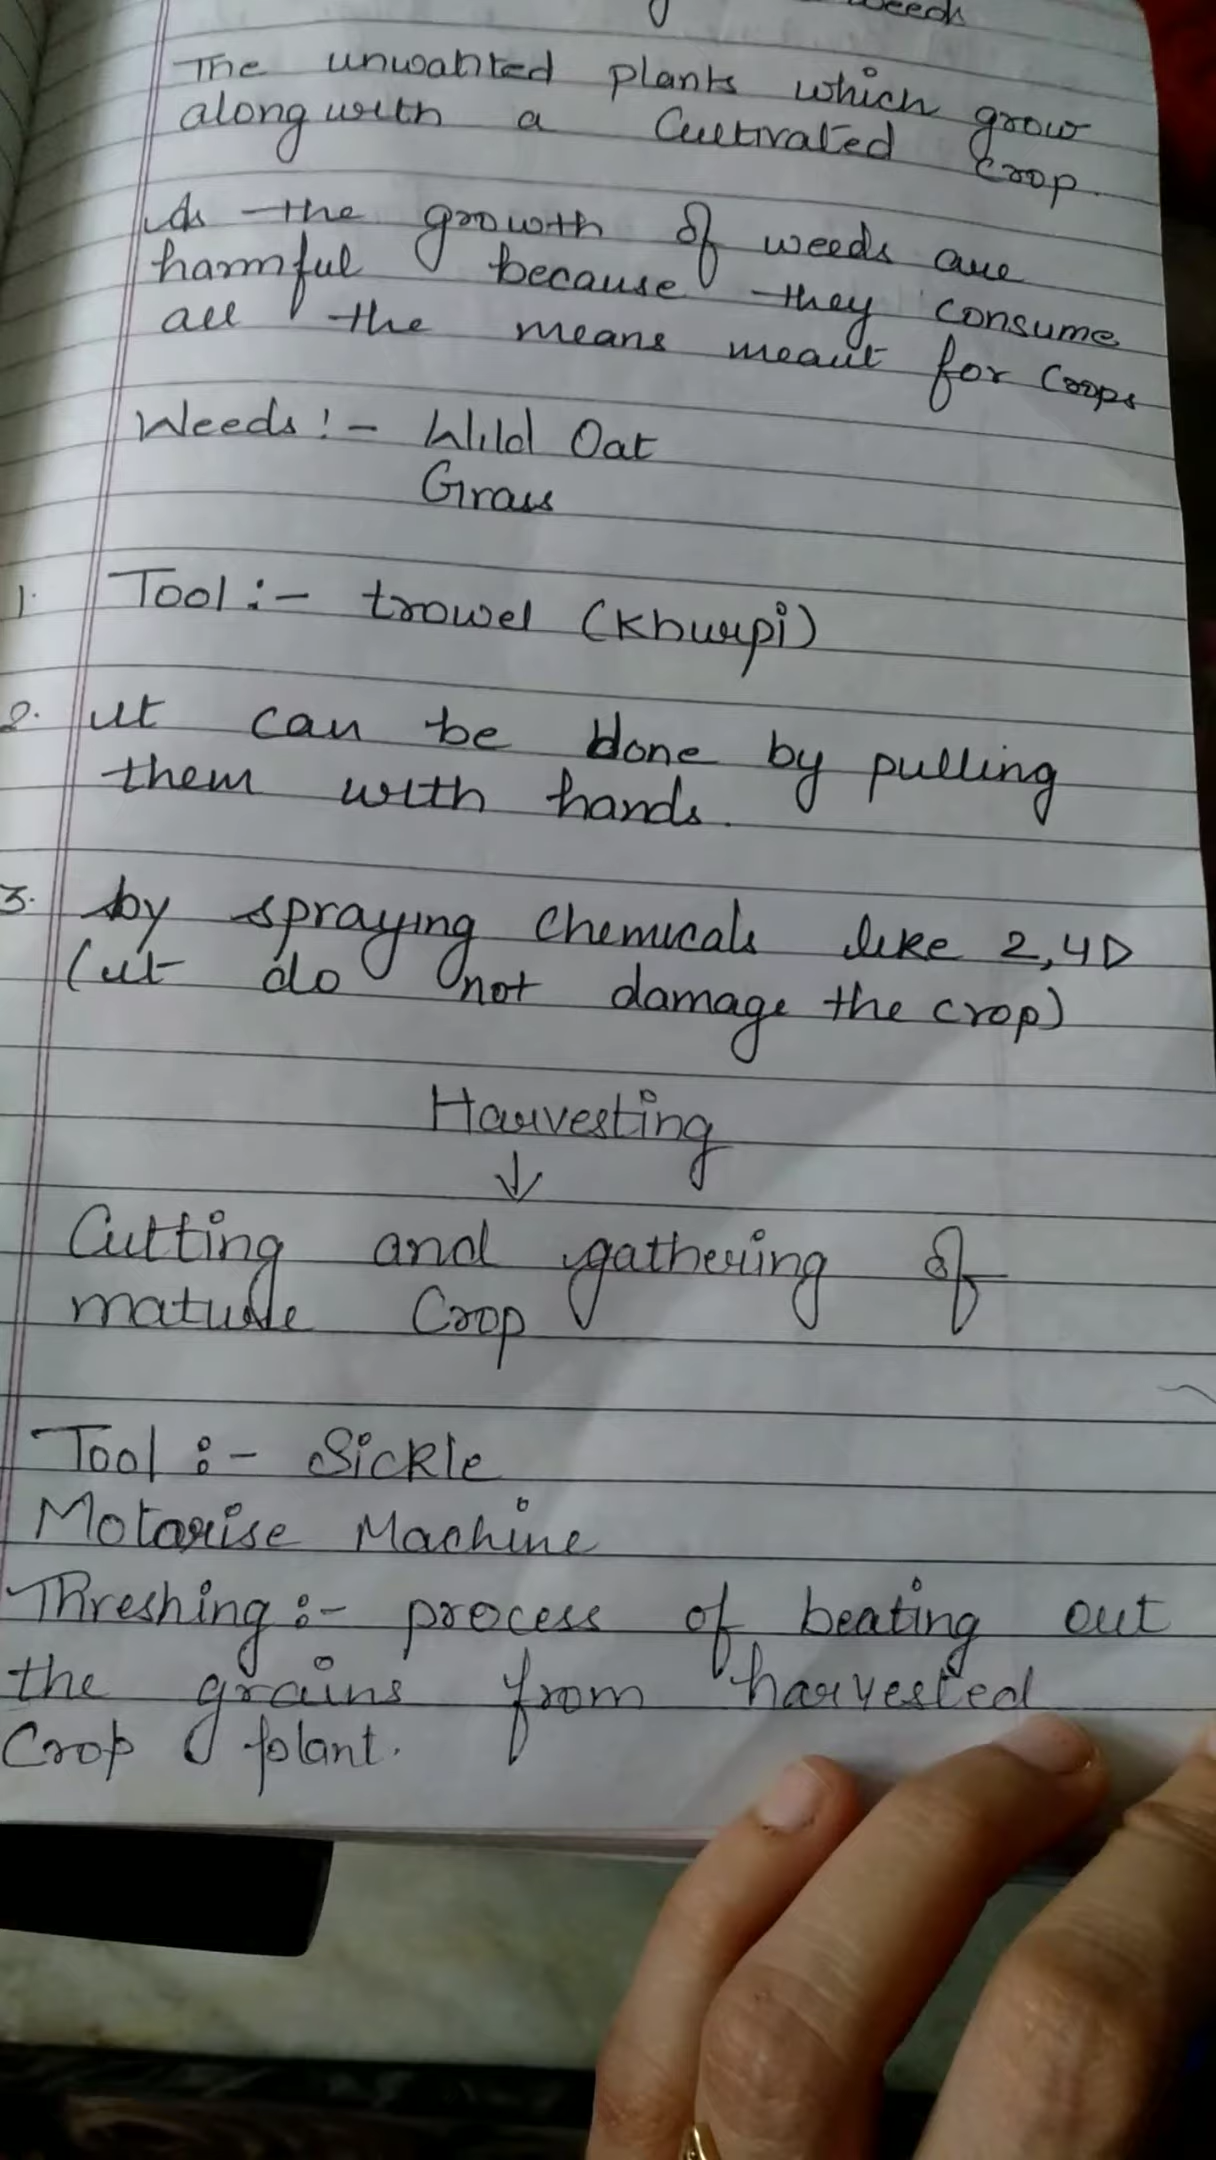 weeds
The unwanted plants which grow
along with a Cultivated crop.
As the growth of weeds are
harmful because they consume
all the means meant for Crops
Weeds :- Wild Oat
Grass
1. Tool :- trowel (Khurpi)
2. It can be done by pulling
them with hands.
3. by spraying Chemicals like 2,4D
(it do not damage the crop)
Harvesting
↓
Cutting and gathering of
mature Crop
Tool :- Sickle
Motorise Machine
Threshing :- process of beating out
the grains from harvested
Crop plant.